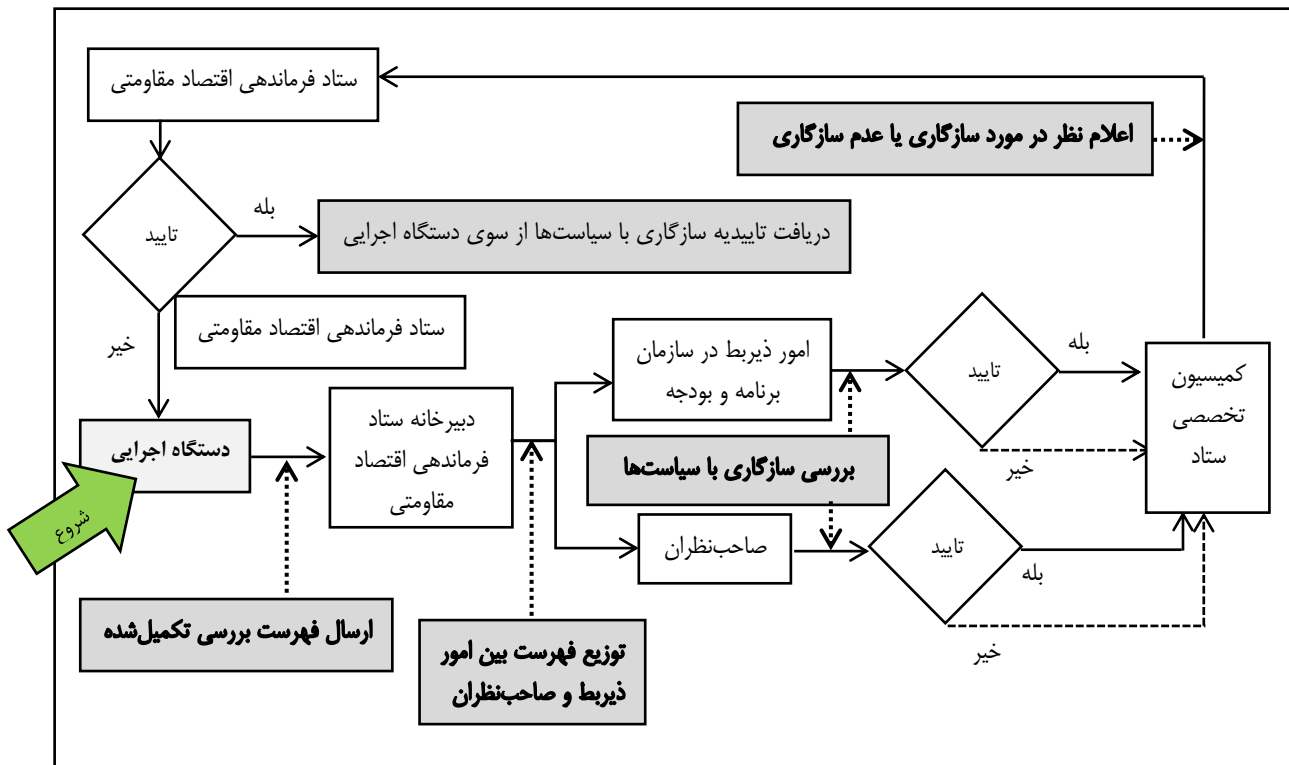 ستاد فرماندهی اقتصاد مقاومتی
اعلام نظر در مورد سازگاری یا عدم سازگاری
تایید
بله
دریافت تاییدیه سازگاری با سیاست‌ها از سوی دستگاه اجرایی
خیر
ستاد فرماندهی اقتصاد مقاومتی
دستگاه اجرایی
شروع
دبیرخانه ستاد
فرماندهی اقتصاد
مقاومتی
امور ذیربط در سازمان
برنامه و بودجه
تایید
بله
خیر
کمیسیون
تخصصی
ستاد
بررسی سازگاری با سیاست‌ها
صاحب‌نظران
تایید
بله
خیر
ارسال فهرست بررسی تکمیل‌شده
توزیع فهرست بین امور
ذیربط و صاحب‌نظران